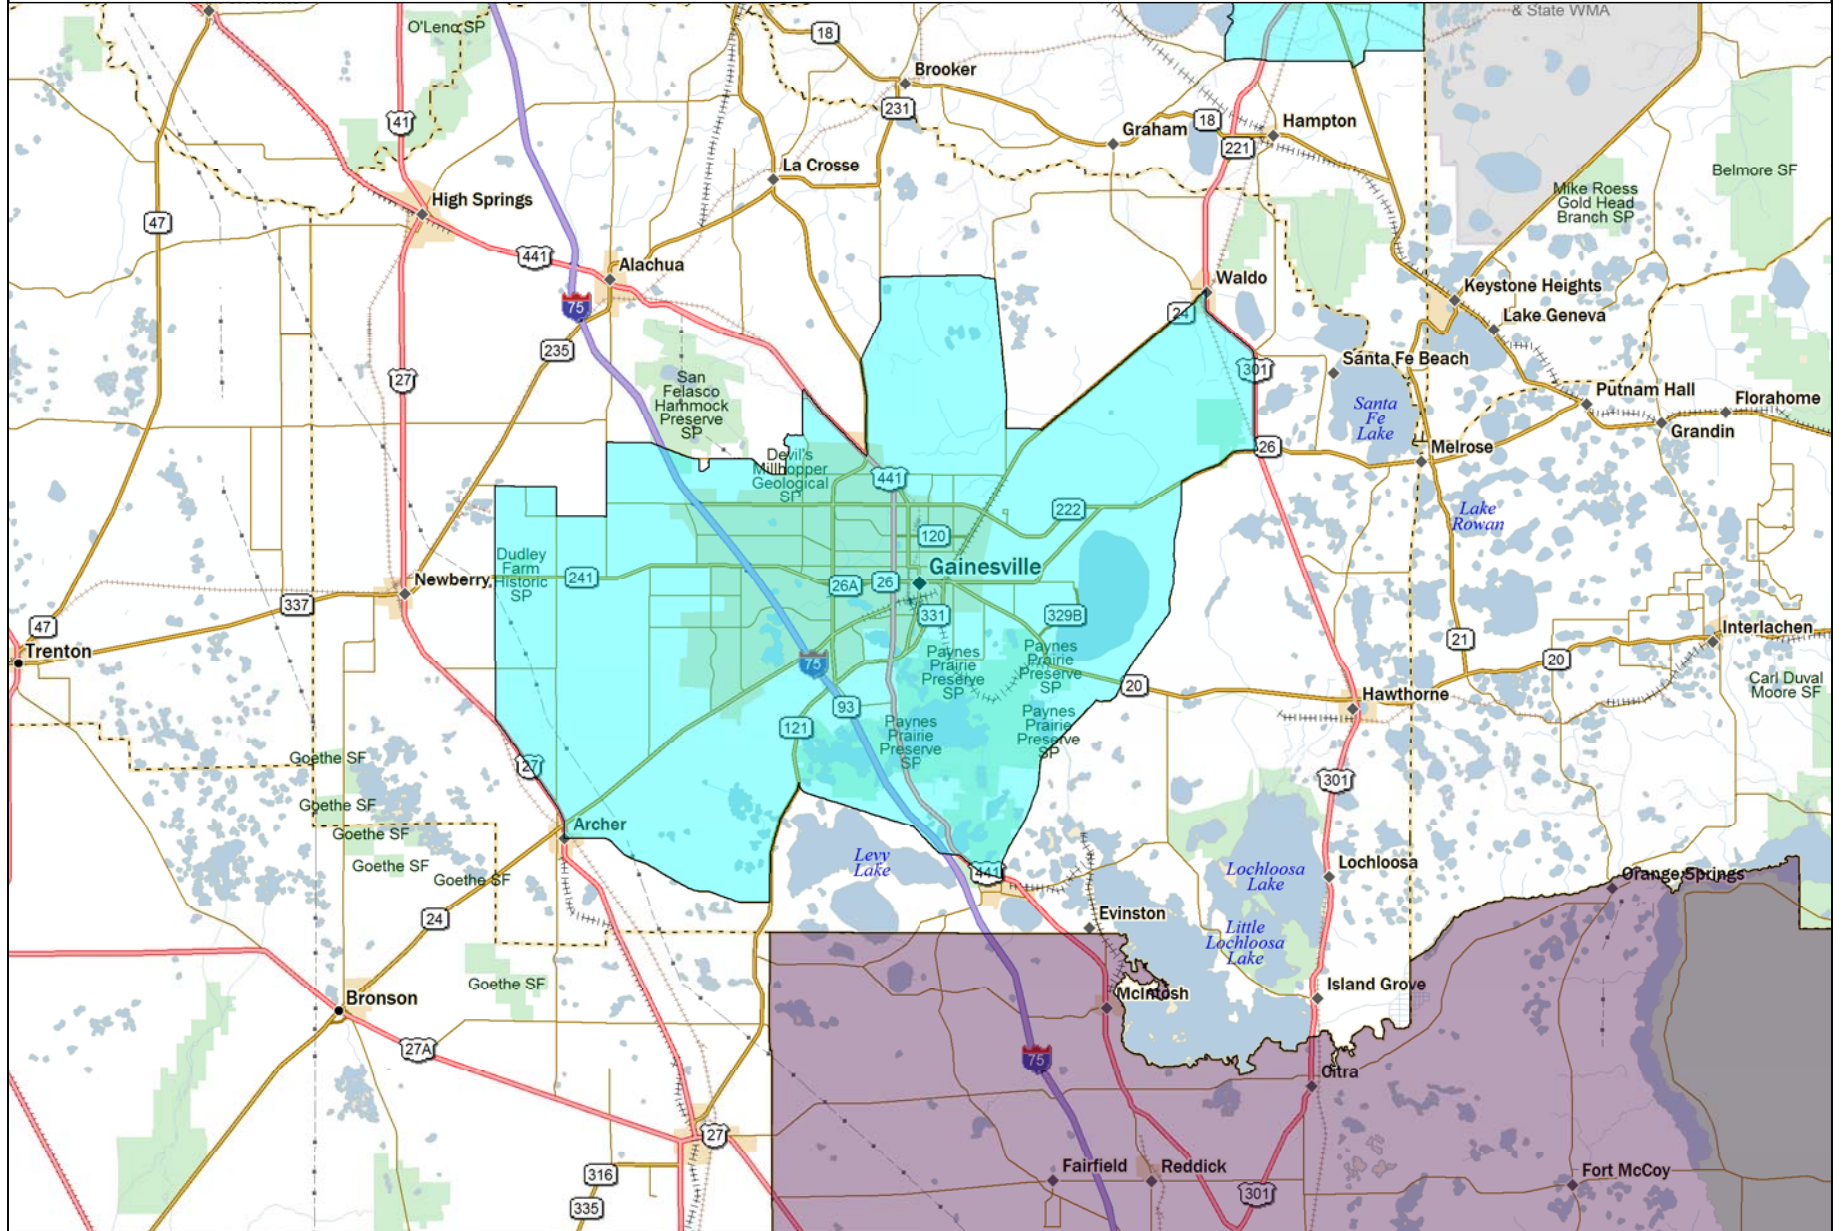 & State WMA
O'Leno SP
18
Brooker
231
41
Graham
18
Hampton
221
La Crosse
Belmore SF
Mike Roess
Gold Head
Branch SP
High Springs
47
441
Alachua
75
Waldo
24
Keystone Heights
Lake Geneva
235
Santa Fe Beach
301
27
San
Felasco
Hammock
Preserve
SP
Putnam Hall
Florahome
Santa
Fe
Lake
Grandin
26
Melrose
Devil's
Millhopper
Geological
SP
441
222
Lake
Rowan
120
Dudley
Farm
Historic
SP
Gainesville
Newberry
241
26A
26
337
331
329B
47
Interlachen
21
Trenton
75
Paynes
Prairie
Preserve
SP
Paynes
Prairie
Preserve
SP
20
20
Carl Duval
Moore SF
Hawthorne
93
121
Paynes
Prairie
Preserve
SP
Paynes
Prairie
Preserve
SP
Goethe SF
27
301
Goethe SF
Archer
Goethe SF
Levy
Lake
Goethe SF
Goethe SF
441
Lochloosa
Lake
Lochloosa
Orange Springs
24
Evinston
Little
Lochloosa
Lake
Goethe SF
McIntosh
Island Grove
Bronson
27A
75
Citra
27
Fairfield
Reddick
Fort McCoy
316
301
335